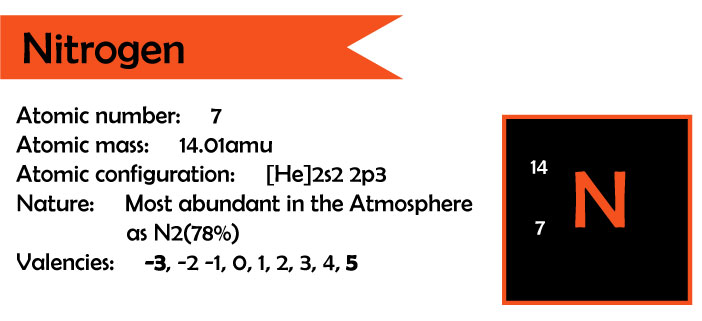 Nitrogen
Atomic number: 7
Atomic mass: 14.01amu
Atomic configuration: [He]2s2 2p3
Nature: Most abundant in the Atmosphere
as N2(78%)
Valencies: -3, -2 -1, 0, 1, 2, 3, 4, 5
14
N
7